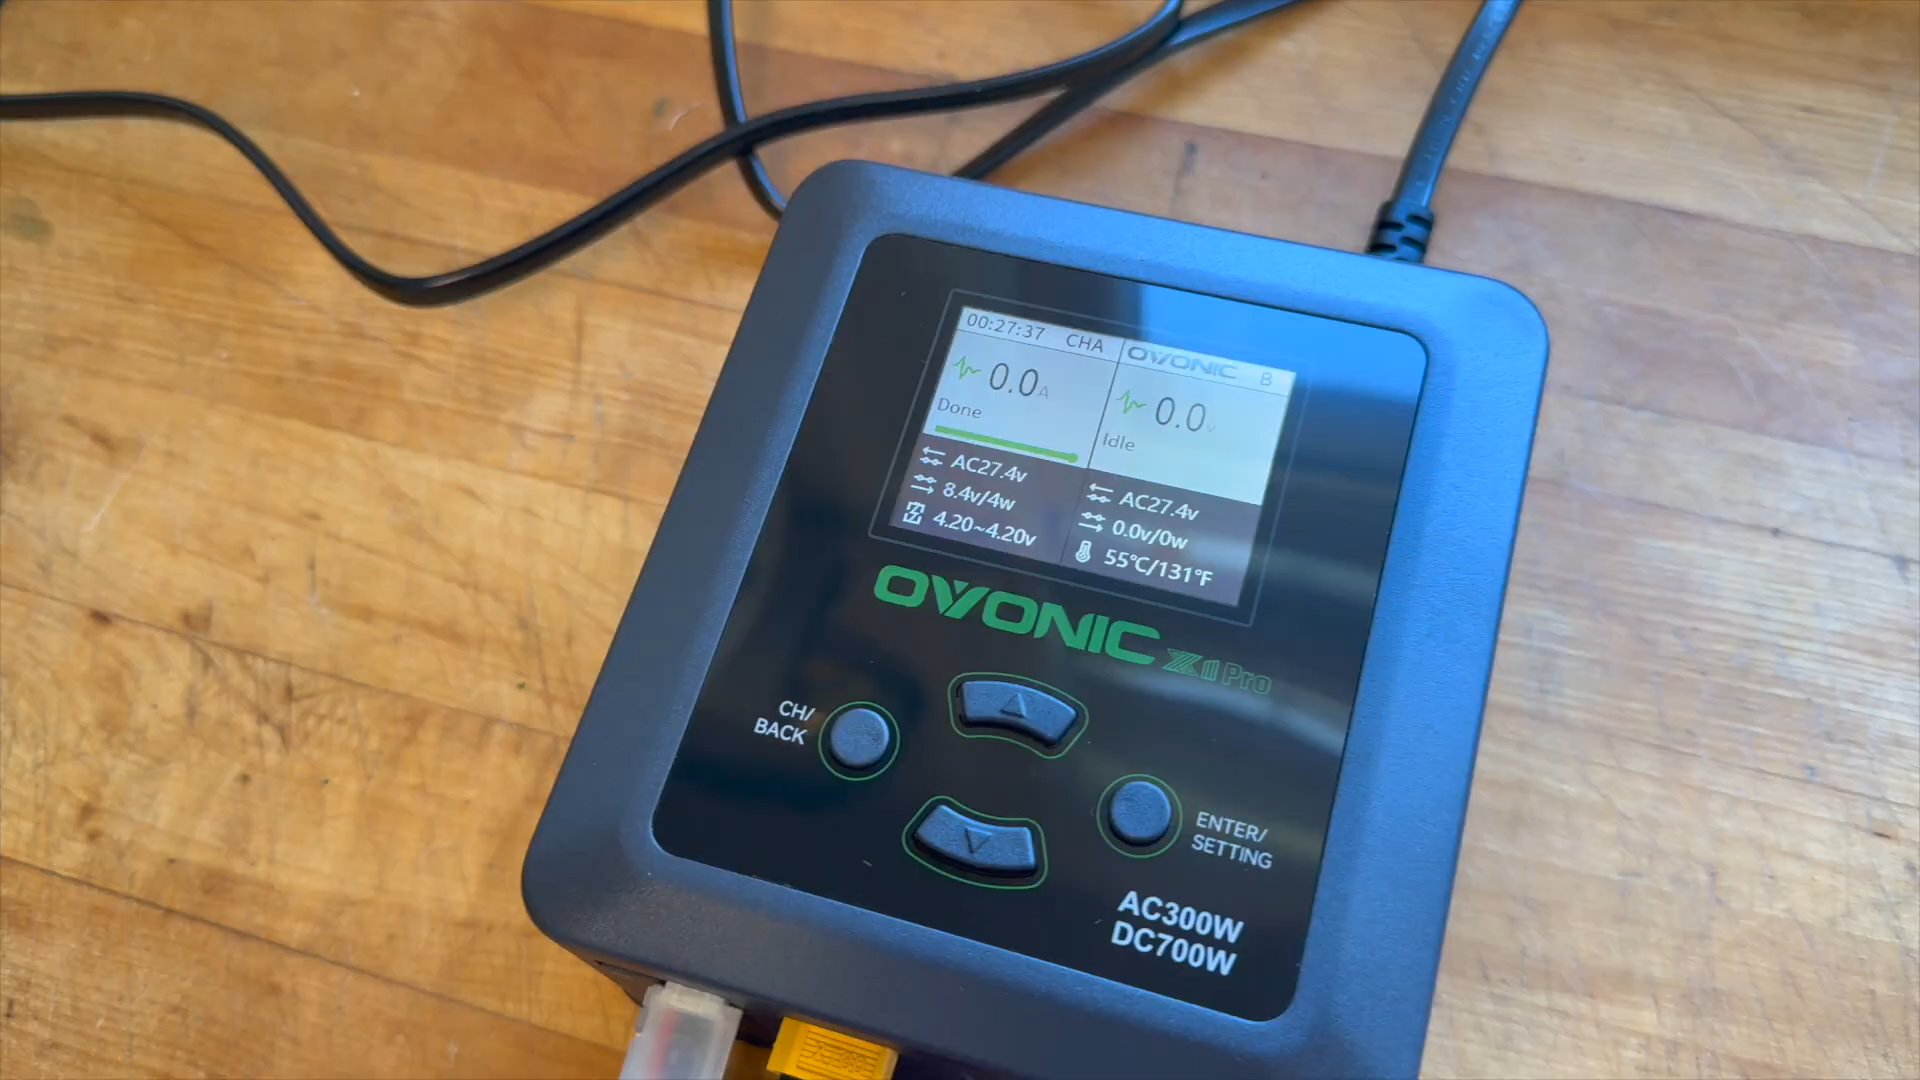 00:27:37 CHA
0.0A
Done
AC27.4v
8.4v/4w
4.20~4.20v
OVONIC B
0.0v
Idle
AC27.4v
0.0v/0w
55°C/131°F
OVONIC X1 Pro
CH/
BACK
ENTER/
SETTING
AC300W
DC700W